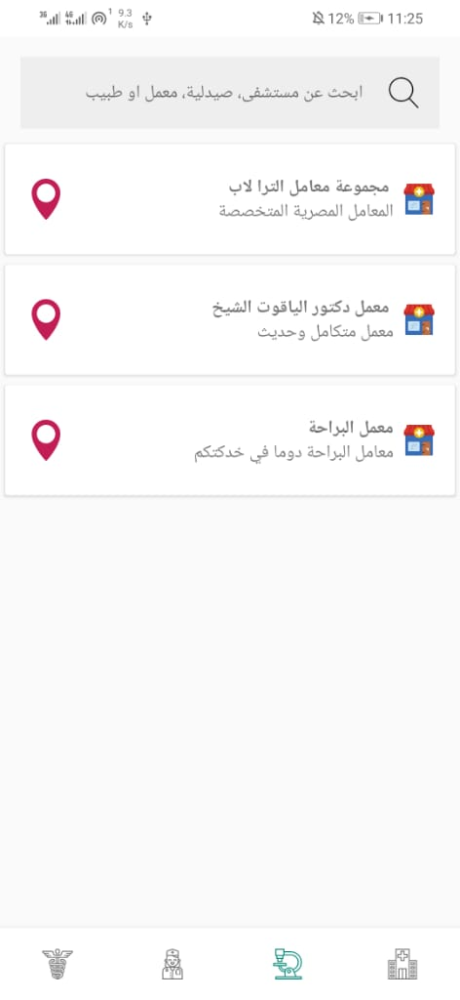 3G 4G 1 9.3 K/s 12% 11:25
ابحث عن مستشفى، صيدلية، معمل او طبيب
مجموعة معامل الترا لاب
المعامل المصرية المتخصصة
معمل دكتور الياقوت الشيخ
معمل متكامل وحديث
معمل البراحة
معامل البراحة دوما في خدكتكم